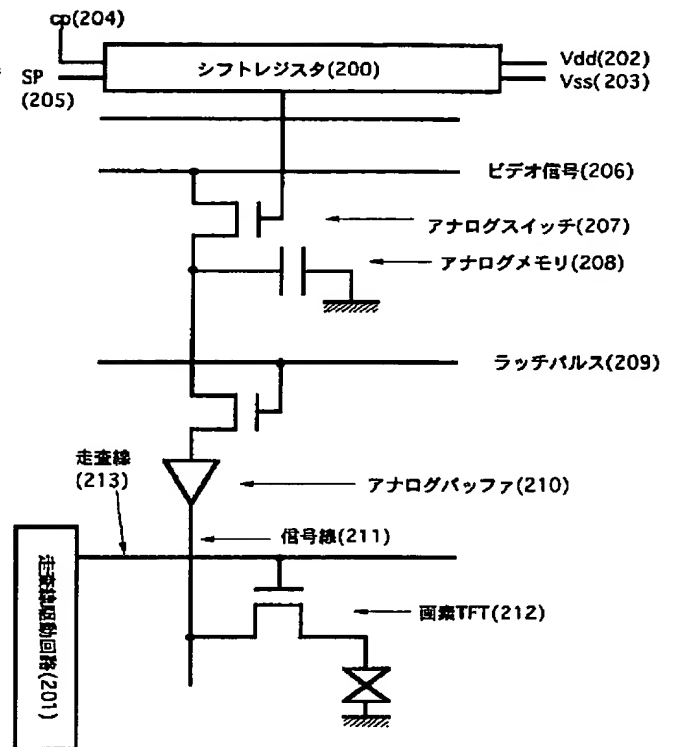 cp(204)
SP
(205)
シフトレジスタ(200)
Vdd(202)
Vss(203)
ビデオ信号(206)
アナログスイッチ(207)
アナログメモリ(208)
ラッチパルス(209)
走査線
(213)
アナログバッファ(210)
信号線(211)
走査線駆動回路(201)
画素TFT(212)